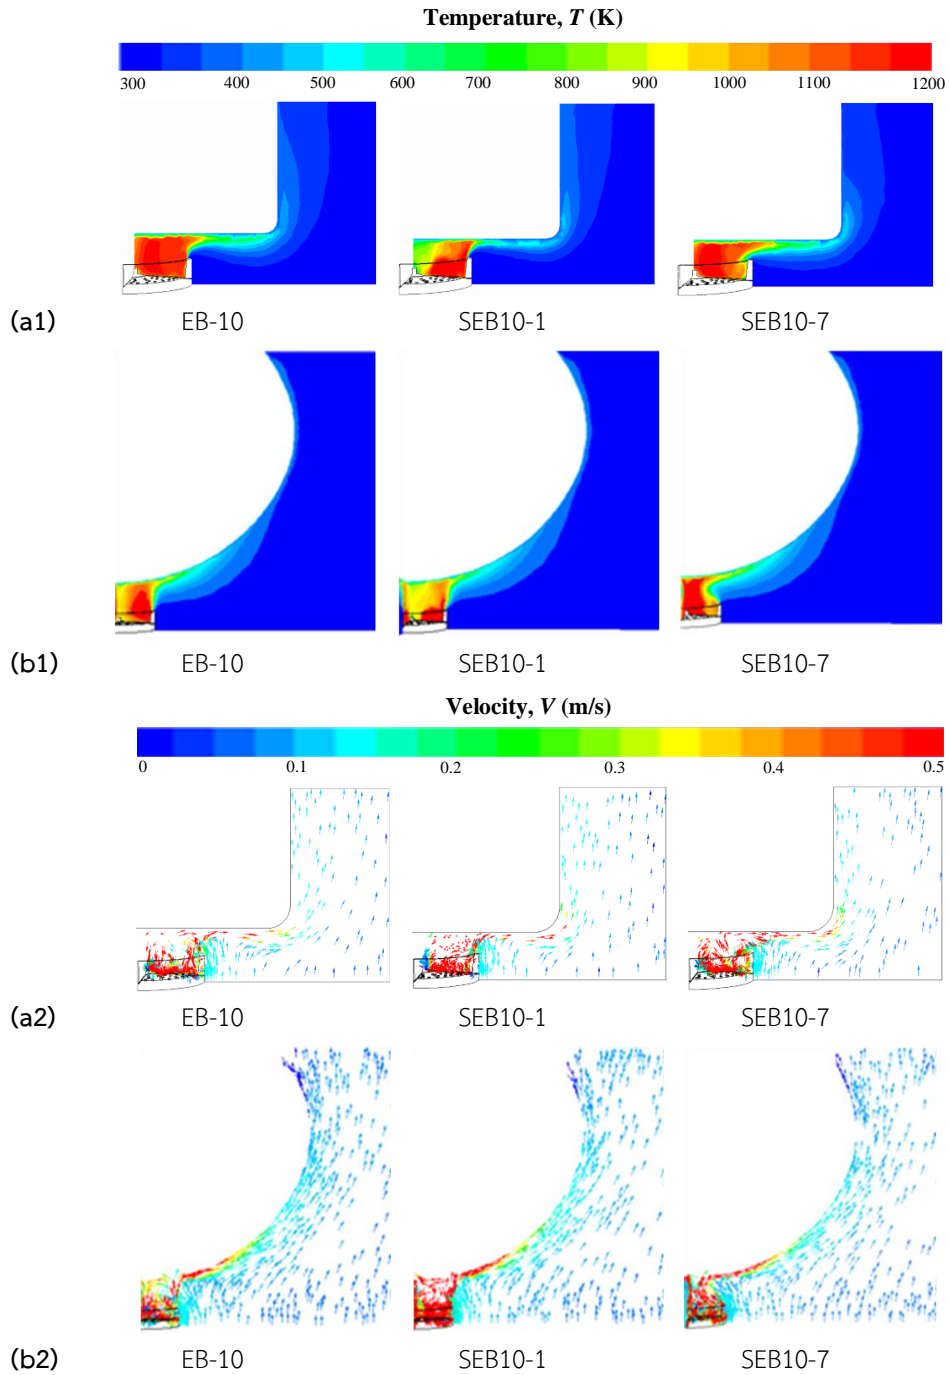 Temperature, T (K)
300 400 500 600 700 800 900 1000 1100 1200
(a1) EB-10 SEB10-1 SEB10-7
(b1) EB-10 SEB10-1 SEB10-7
Velocity, V (m/s)
0 0.1 0.2 0.3 0.4 0.5
(a2) EB-10 SEB10-1 SEB10-7
(b2) EB-10 SEB10-1 SEB10-7